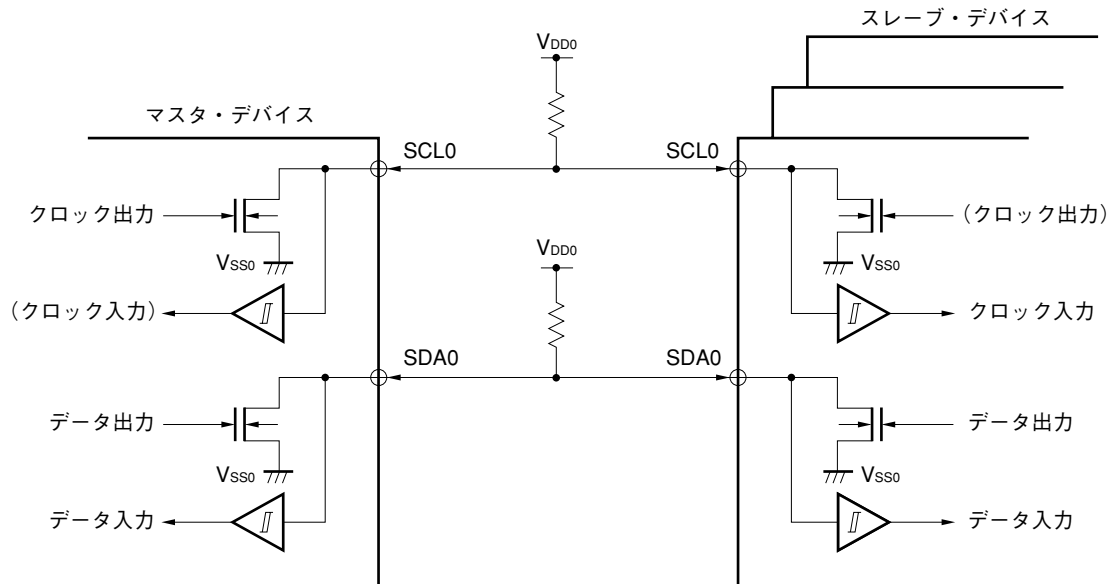 スレーブ・デバイス
VDD0
マスタ・デバイス
SCL0
SCL0
クロック出力
(クロック出力)
VSS0
VSS0
VDD0
(クロック入力)
クロック入力
SDA0
SDA0
データ出力
データ出力
VSS0
VSS0
データ入力
データ入力